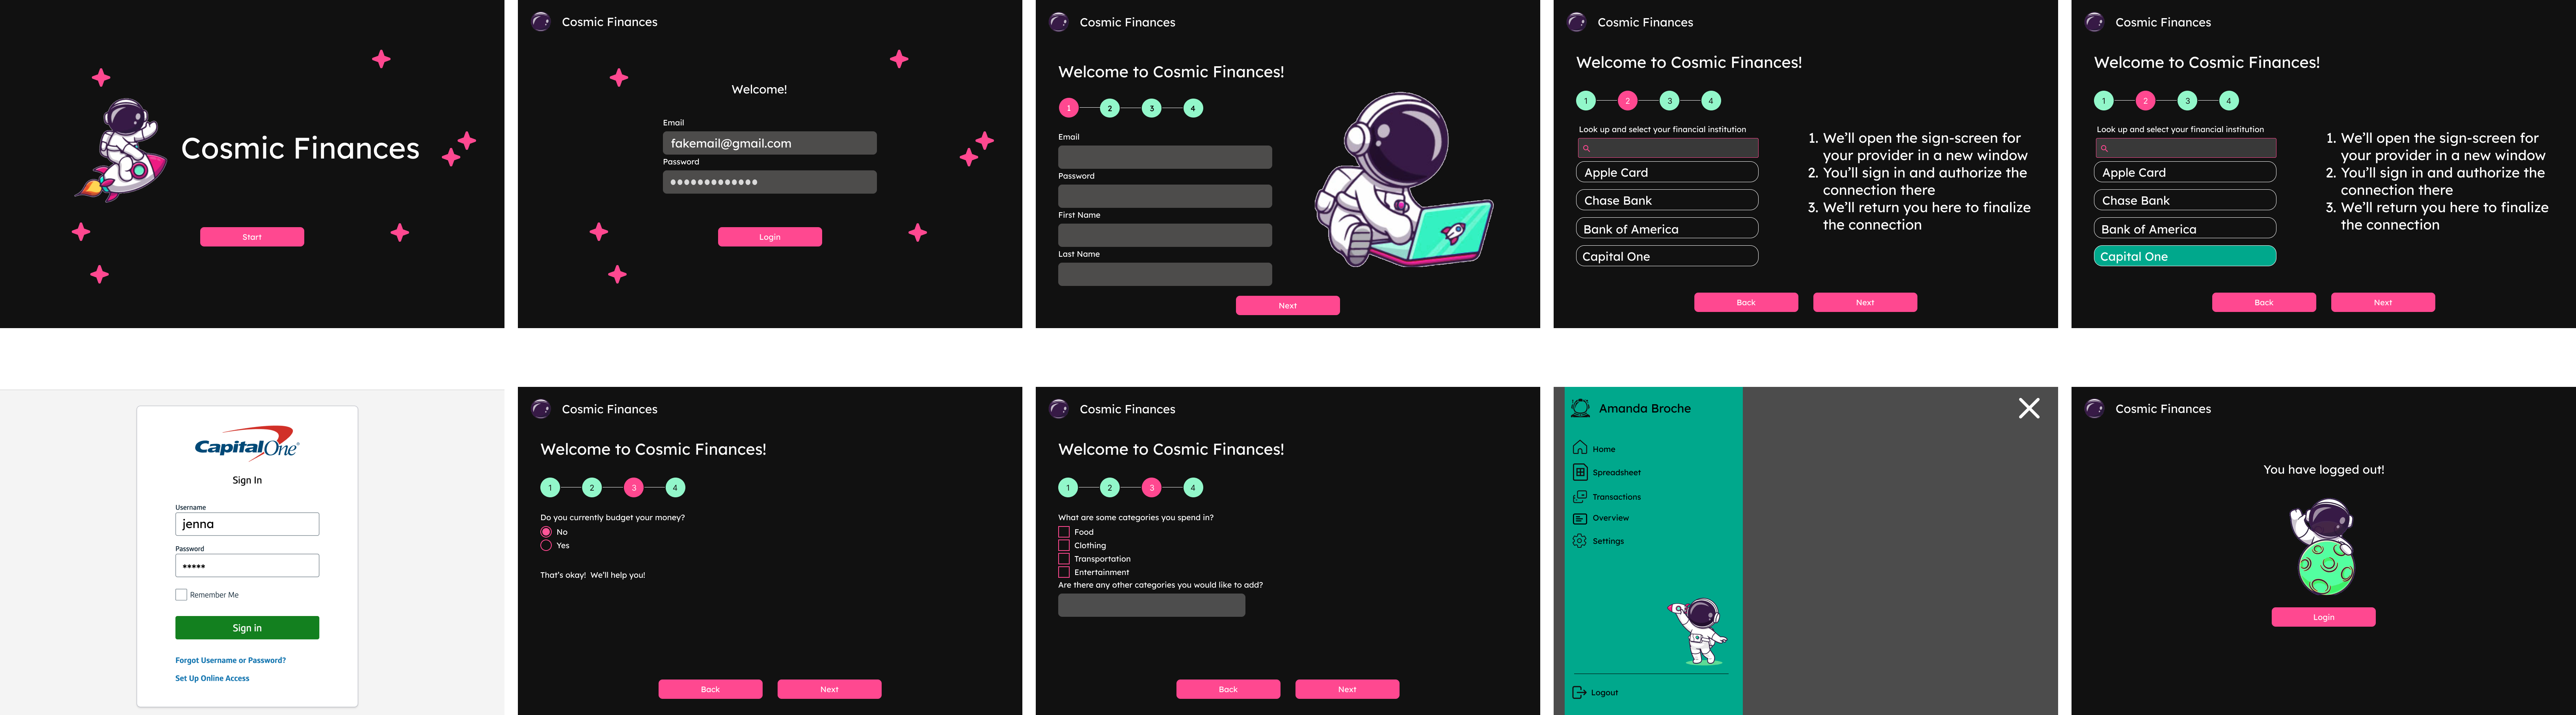 Cosmic Finances
Start
Cosmic Finances
Welcome!
Email
fakemail@gmail.com
Password
Login
Cosmic Finances
Welcome to Cosmic Finances!
1 2 3 4
Email
Password
First Name
Last Name
Next
Cosmic Finances
Welcome to Cosmic Finances!
1 2 3 4
Look up and select your financial institution
Apple Card
Chase Bank
Bank of America
Capital One
1. We'll open the sign-screen for
your provider in a new window
2. You'll sign in and authorize the
connection there
3. We'll return you here to finalize
the connection
Back Next
Cosmic Finances
Welcome to Cosmic Finances!
1 2 3 4
Look up and select your financial institution
Apple Card
Chase Bank
Bank of America
Capital One
1. We'll open the sign-screen for
your provider in a new window
2. You'll sign in and authorize the
connection there
3. We'll return you here to finalize
the connection
Back Next
Capital One®
Sign In
Username
jenna
Password
*****
Remember Me
Sign in
Forgot Username or Password?
Set Up Online Access
Cosmic Finances
Welcome to Cosmic Finances!
1 2 3 4
Do you currently budget your money?
No
Yes
That's okay! We'll help you!
Back Next
Cosmic Finances
Welcome to Cosmic Finances!
1 2 3 4
What are some categories you spend in?
Food
Clothing
Transportation
Entertainment
Are there any other categories you would like to add?
Back Next
Amanda Broche
Home
Spreadsheet
Transactions
Overview
Settings
Logout
Cosmic Finances
You have logged out!
Login